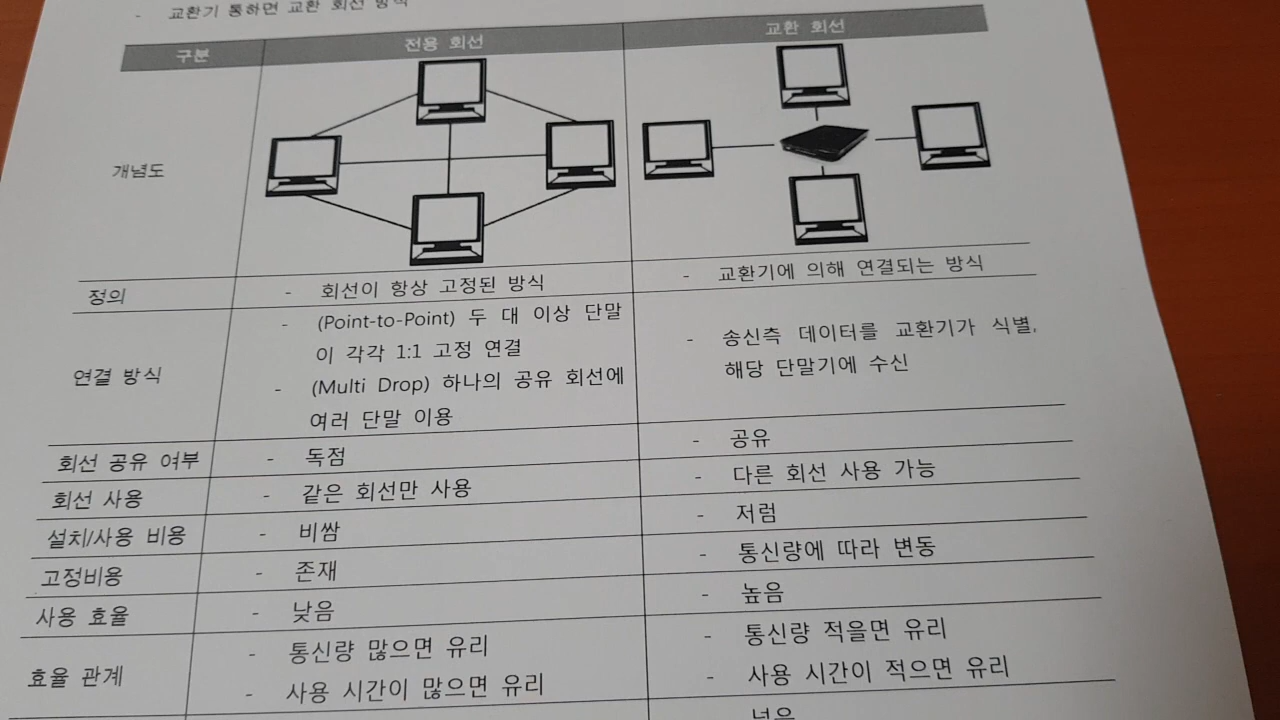 - 교환기 통하면 교환 회선 방식
구분 전용 회선 교환 회선
개념도
정의 - 회선이 항상 고정된 방식 - 교환기에 의해 연결되는 방식
연결 방식
- (Point-to-Point) 두 대 이상 단말
이 각각 1:1 고정 연결
- (Multi Drop) 하나의 공유 회선에
여러 단말 이용
- 송신측 데이터를 교환기가 식별,
해당 단말기에 수신
회선 공유 여부 - 독점 - 공유
회선 사용 - 같은 회선만 사용 - 다른 회선 사용 가능
설치/사용 비용 - 비쌈 - 저럼
고정비용 - 존재 - 통신량에 따라 변동
사용 효율 - 낮음 - 높음
효율 관계
- 통신량 많으면 유리
- 사용 시간이 많으면 유리
- 통신량 적을면 유리
- 사용 시간이 적으면 유리